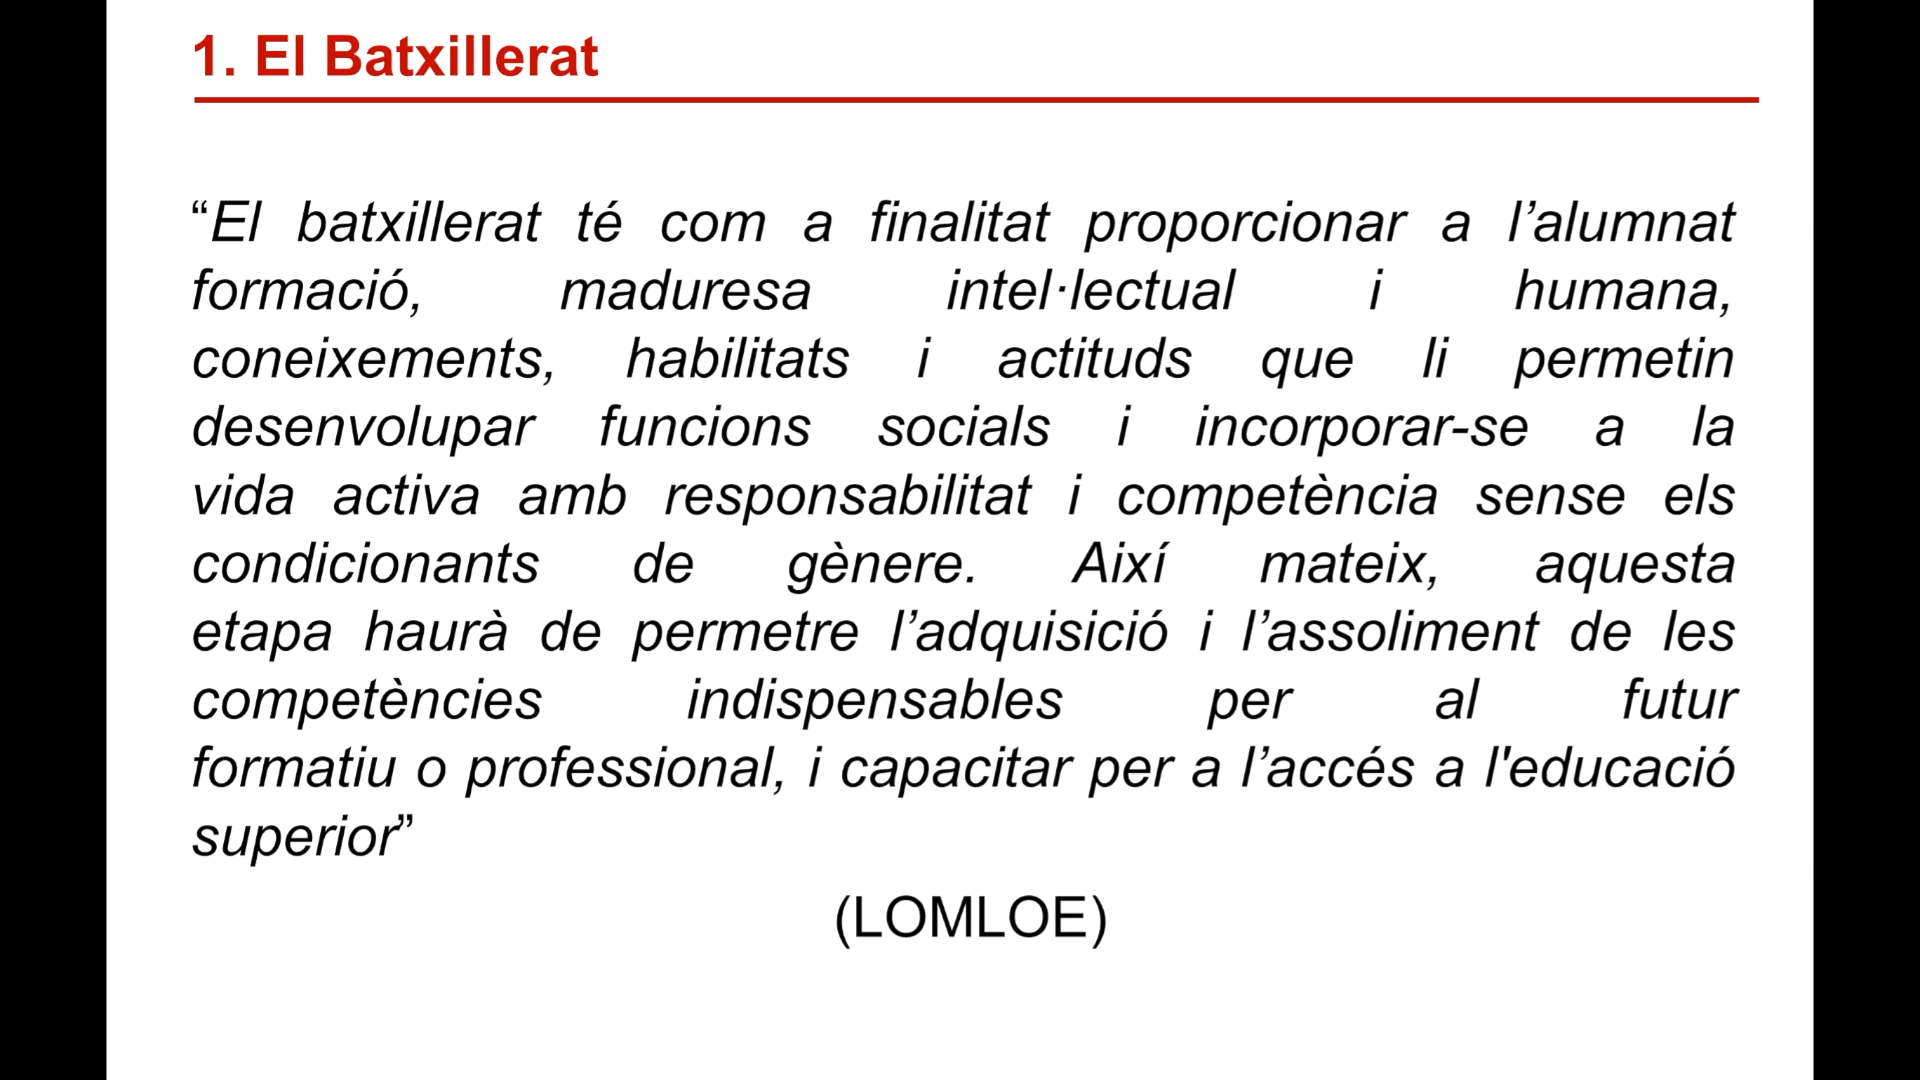 1. El Batxillerat
“El batxillerat té com a finalitat proporcionar a l’alumnat
formació, maduresa intel·lectual i humana,
coneixements, habilitats i actituds que li permetin
desenvolupar funcions socials i incorporar-se a la
vida activa amb responsabilitat i competència sense els
condicionants de gènere. Així mateix, aquesta
etapa haurà de permetre l’adquisició i l’assoliment de les
competències indispensables per al futur
formatiu o professional, i capacitar per a l’accés a l'educació
superior”
(LOMLOE)